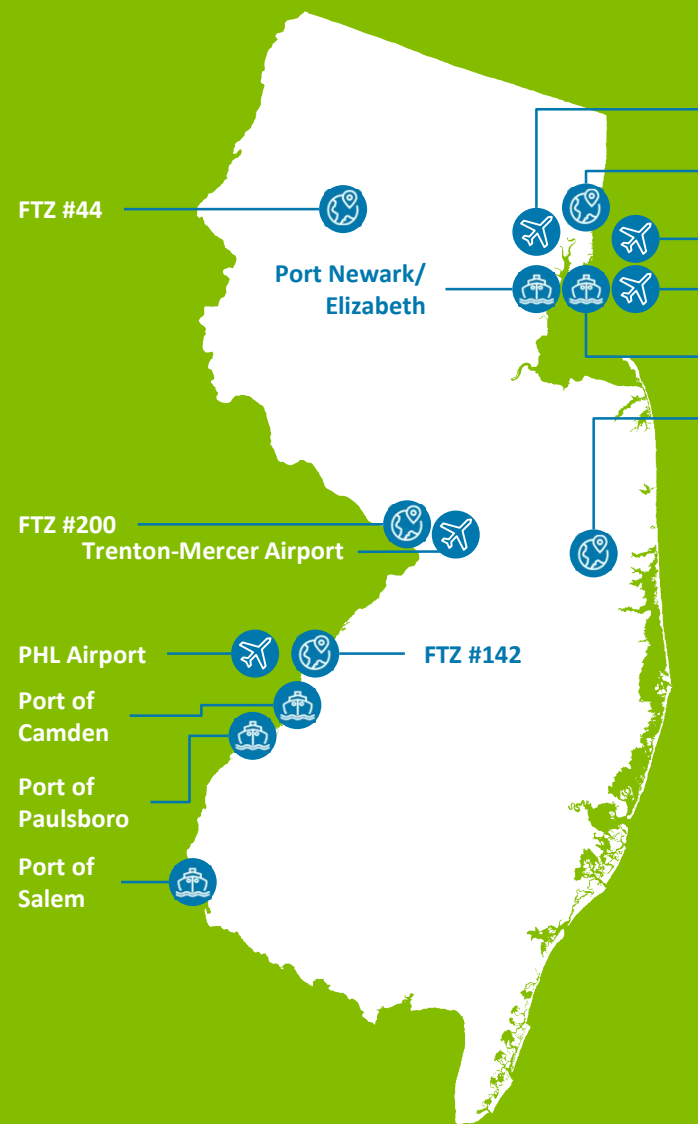 FTZ #44
Port Newark/
Elizabeth
FTZ #200
Trenton-Mercer Airport
PHL Airport
FTZ #142
Port of
Camden
Port of
Paulsboro
Port of
Salem